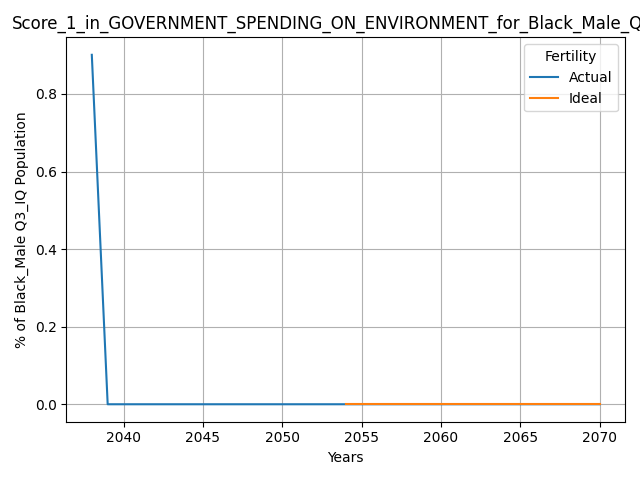 Score_1_in_GOVERNMENT_SPENDING_ON_ENVIRONMENT_for_Black_Male_Q
Fertility
Actual
Ideal
% of Black_Male Q3_IQ Population
0.8
0.6
0.4
0.2
0.0
2040 2045 2050 2055 2060 2065 2070
Years